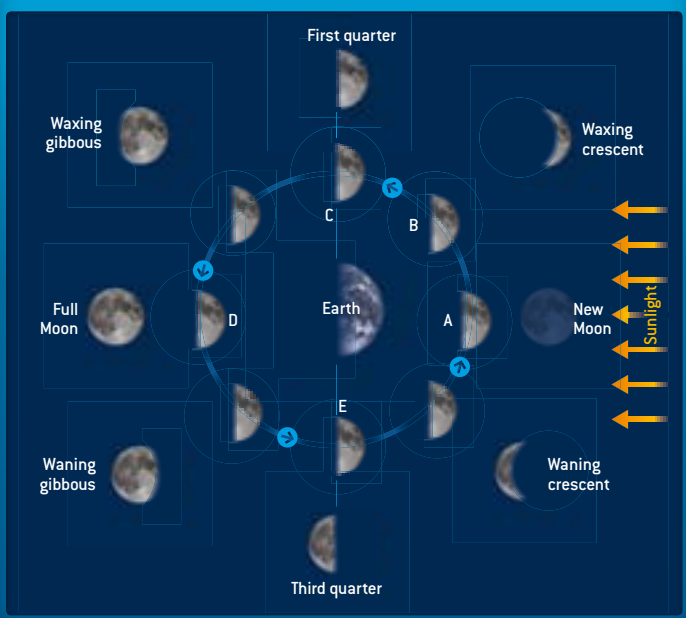 First quarter
Waxing
gibbous
Waxing
crescent
C
B
Full
Moon
D
Earth
A
New
Moon
Sunlight
E
Waning
gibbous
Waning
crescent
Third quarter